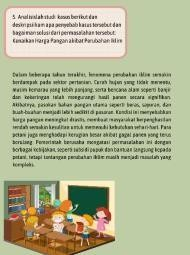 5. Analisislah studi kasus berikut dan
deskripsikan apa penyebab kasus tersebut dan
bagaimana solusi dari permasalahan tersebut:
Kenaikan Harga Pangan akibat Perubahan Iklim
Dalam beberapa tahun terakhir, fenomena perubahan iklim semakin
berdampak pada sektor pertanian. Curah hujan yang tidak menentu,
musim kemarau yang lebih panjang, serta bencana alam seperti banjir
dan kekeringan telah mengurangi hasil panen secara signifikan.
Akibatnya, pasokan bahan pangan utama seperti beras, sayuran, dan
buah-buahan menjadi lebih sedikit di pasaran. Kondisi ini menyebabkan
harga pangan meningkat drastis, membuat masyarakat berpenghasilan
rendah semakin kesulitan untuk memenuhi kebutuhan sehari-hari. Para
petani juga menghadapi kerugian besar akibat gagal panen yang terus
berulang. Pemerintah berusaha mengatasi permasalahan ini dengan
berbagai kebijakan, seperti subsidi pupuk dan bantuan langsung kepada
petani, tetapi tantangan perubahan iklim masih menjadi masalah yang
kompleks.